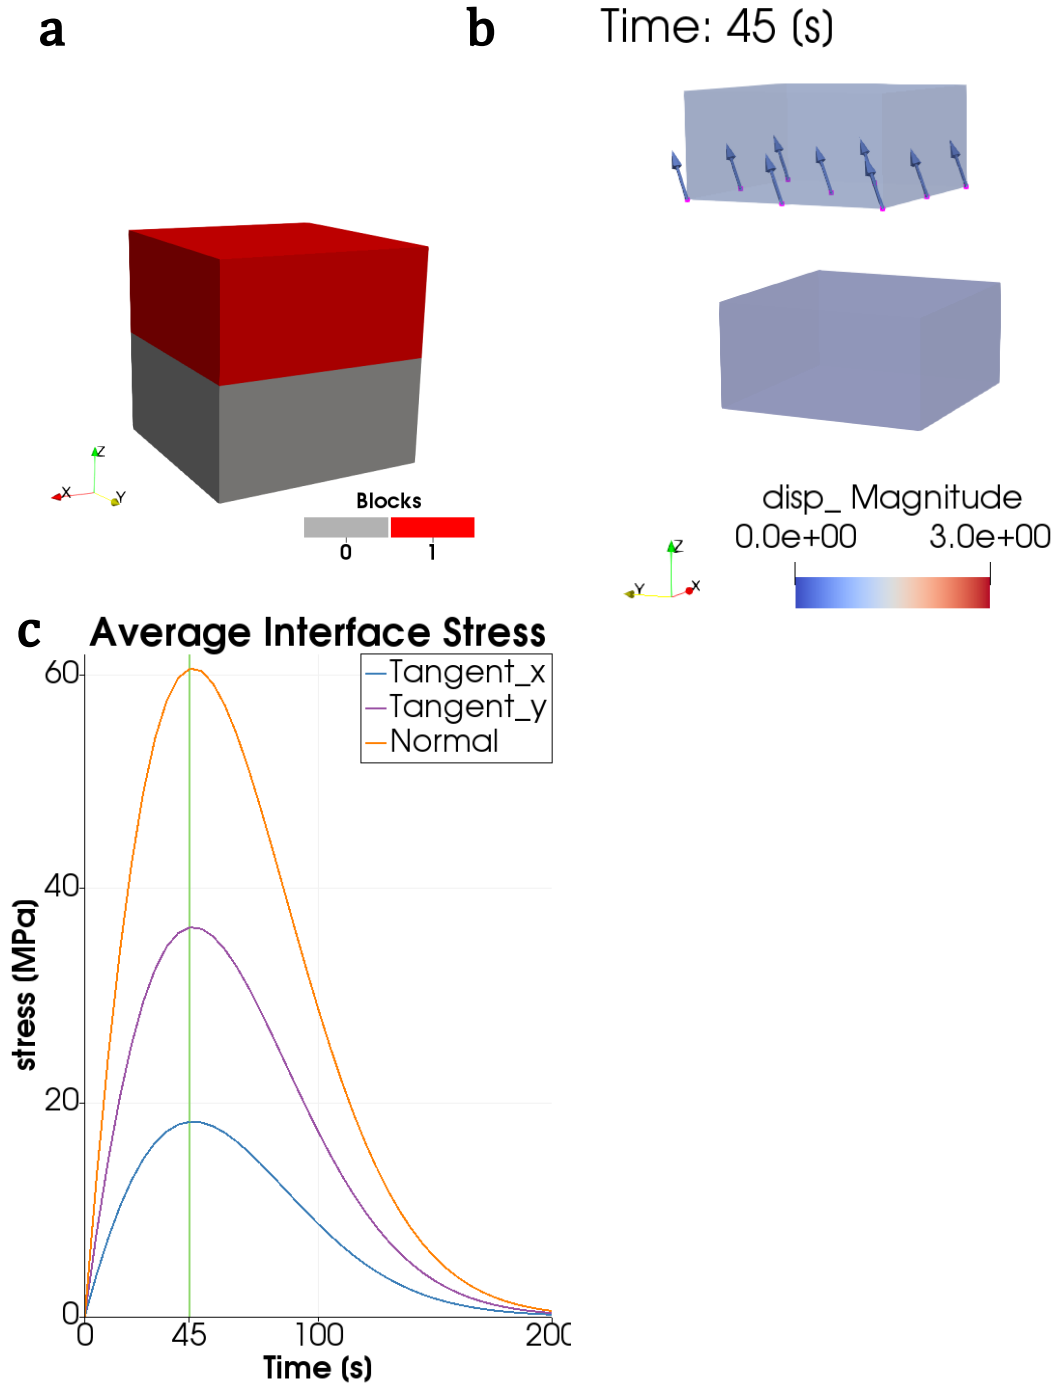 a
Z
X
Y
Blocks
0 1
b
Time: 45 (s)
disp_ Magnitude
0.0e+00 3.0e+00
Z
Y
X
c
Average Interface Stress
Tangent_x
Tangent_y
Normal
60
40
20
0
stress (MPa)
0 45 100 200
Time (s)